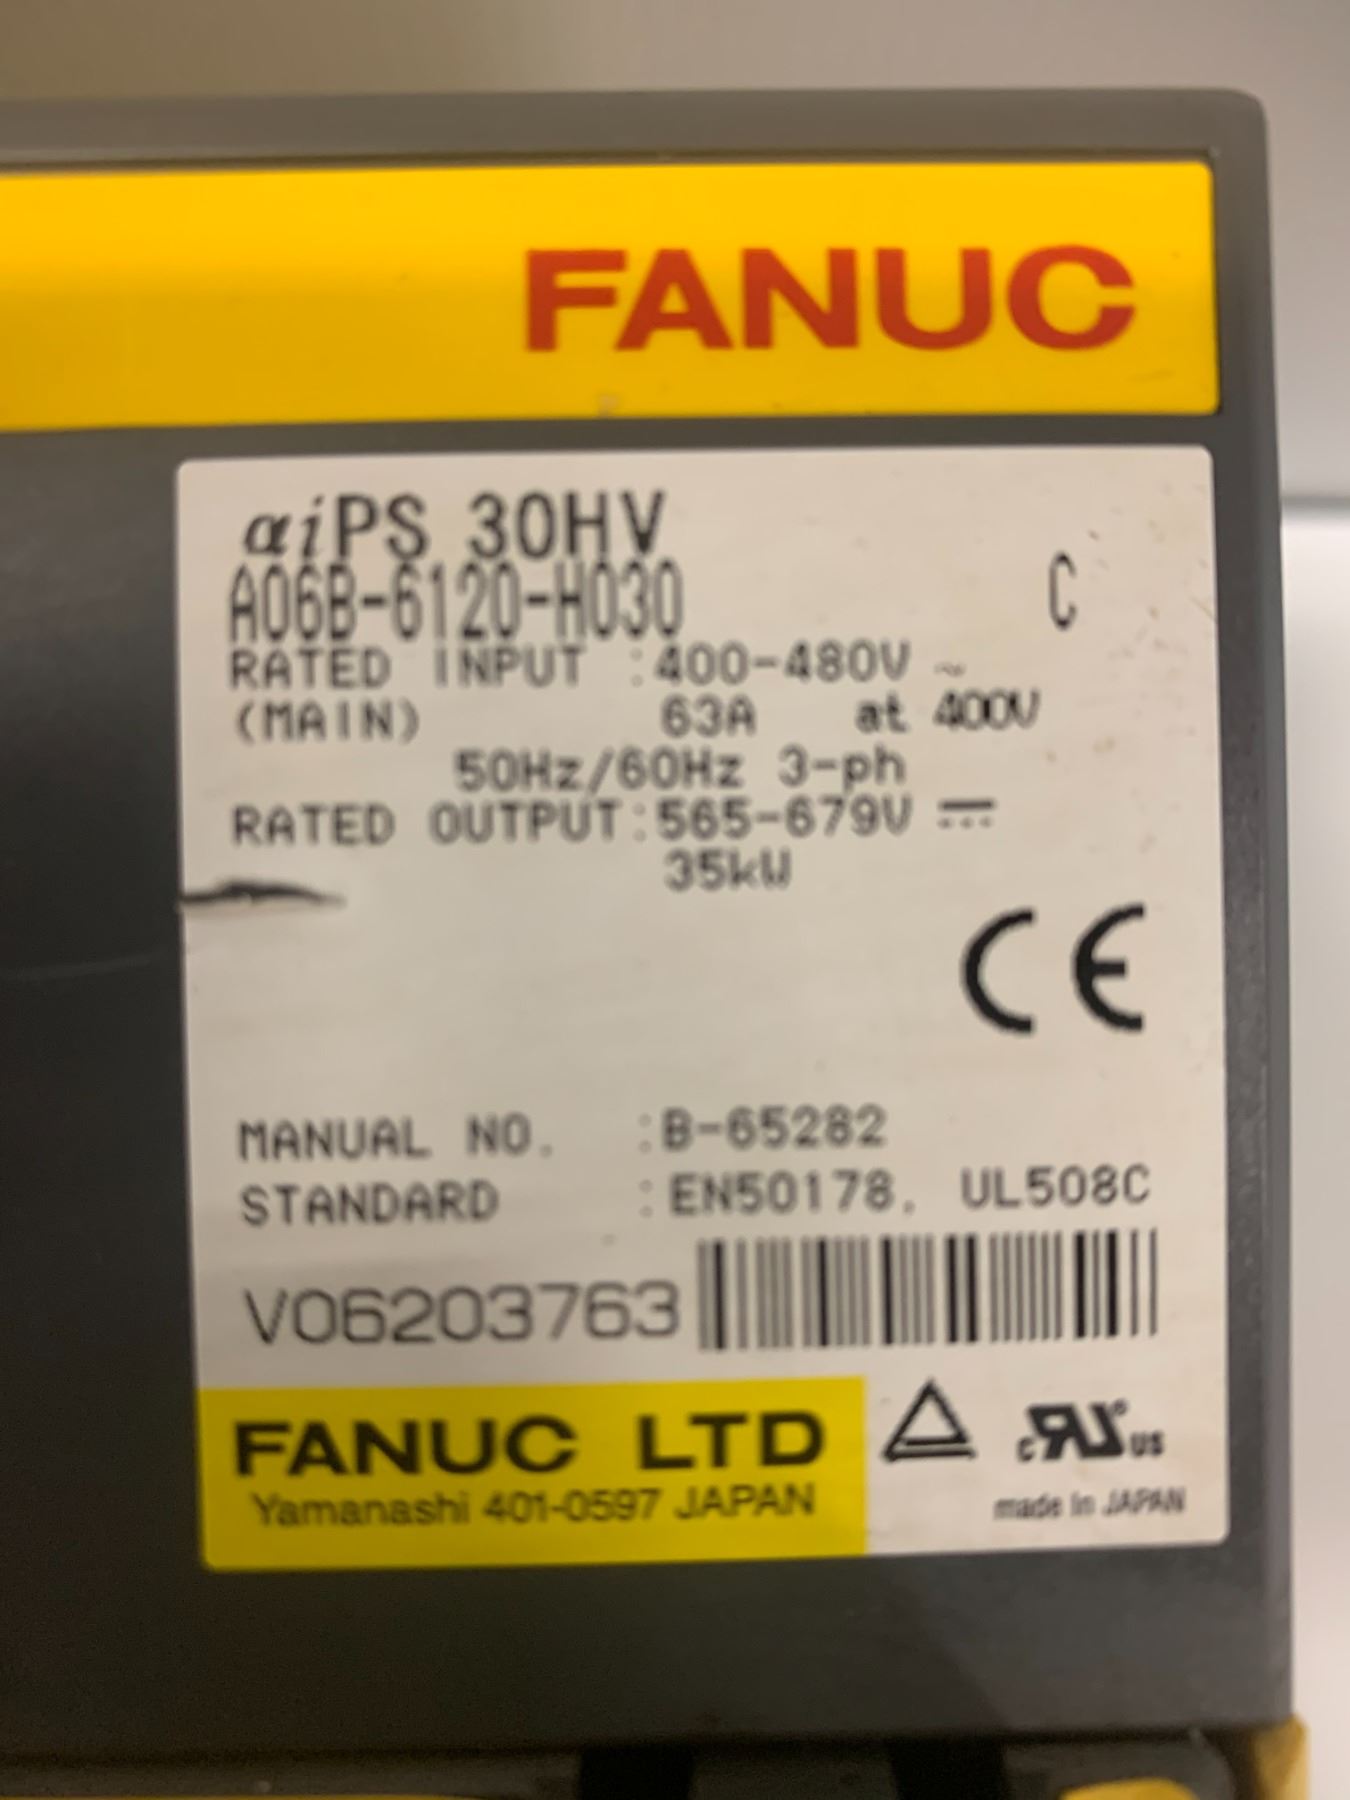 FANUC
αiPS 30HV
A06B-6120-H030 C
RATED INPUT :400-480V ~
(MAIN) 63A at 400V
50Hz/60Hz 3-ph
RATED OUTPUT:565-679V ⎓
35kW
CE
MANUAL NO. :B-65282
STANDARD :EN50178, UL508C
V06203763
FANUC LTD
Yamanashi 401-0597 JAPAN
c RU us
made in JAPAN